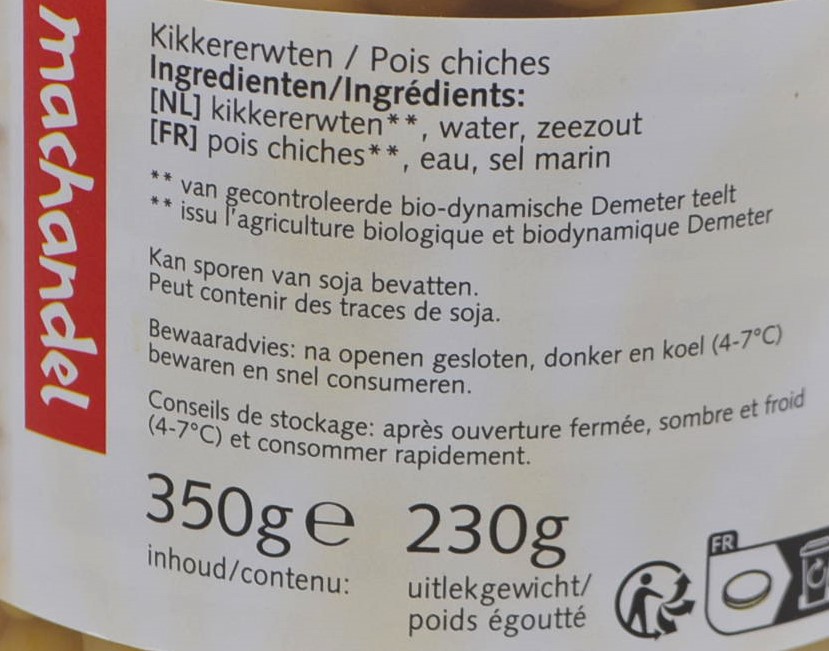 machandel
Kikkererwten / Pois chiches
Ingredienten/Ingrédients:
[NL] kikkererwten**, water, zeezout
[FR] pois chiches**, eau, sel marin
** van gecontroleerde bio-dynamische Demeter teelt
** issu l'agriculture biologique et biodynamique Demeter
Kan sporen van soja bevatten.
Peut contenir des traces de soja.
Bewaaradvies: na openen gesloten, donker en koel (4-7°C)
bewaren en snel consumeren.
Conseils de stockage: après ouverture fermée, sombre et froid
(4-7°C) et consommer rapidement.
350g e 230g
inhoud/contenu: uitlekgewicht/
poids égoutté
FR